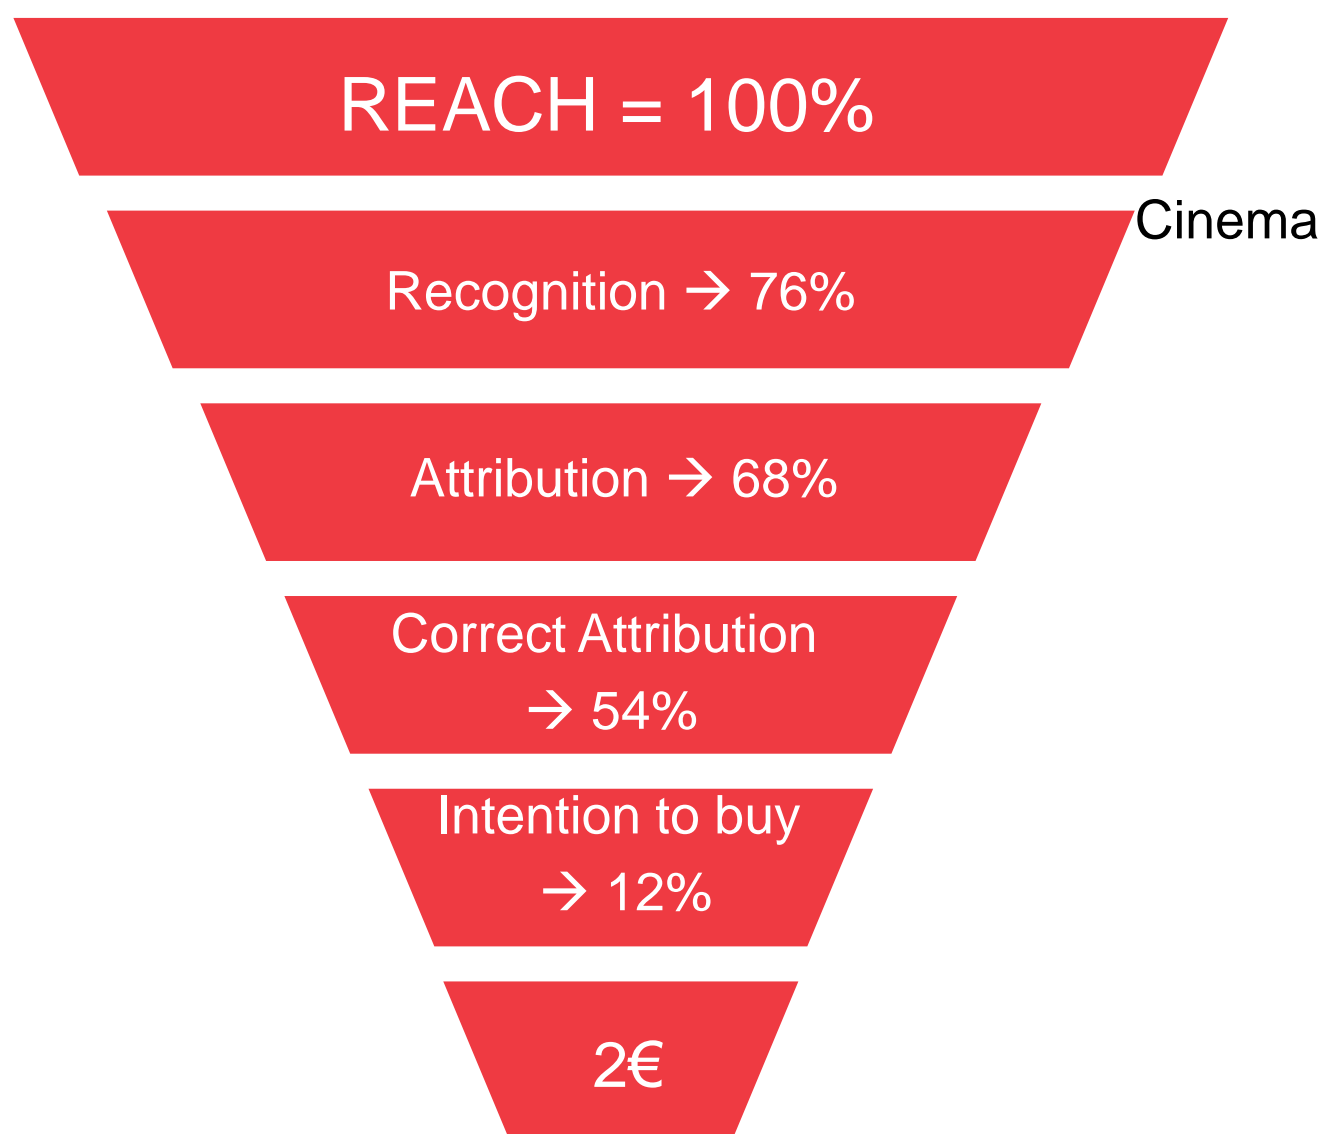 REACH = 100%
Cinema
Recognition → 76%
Attribution → 68%
Correct Attribution
→ 54%
Intention to buy
→ 12%
2€